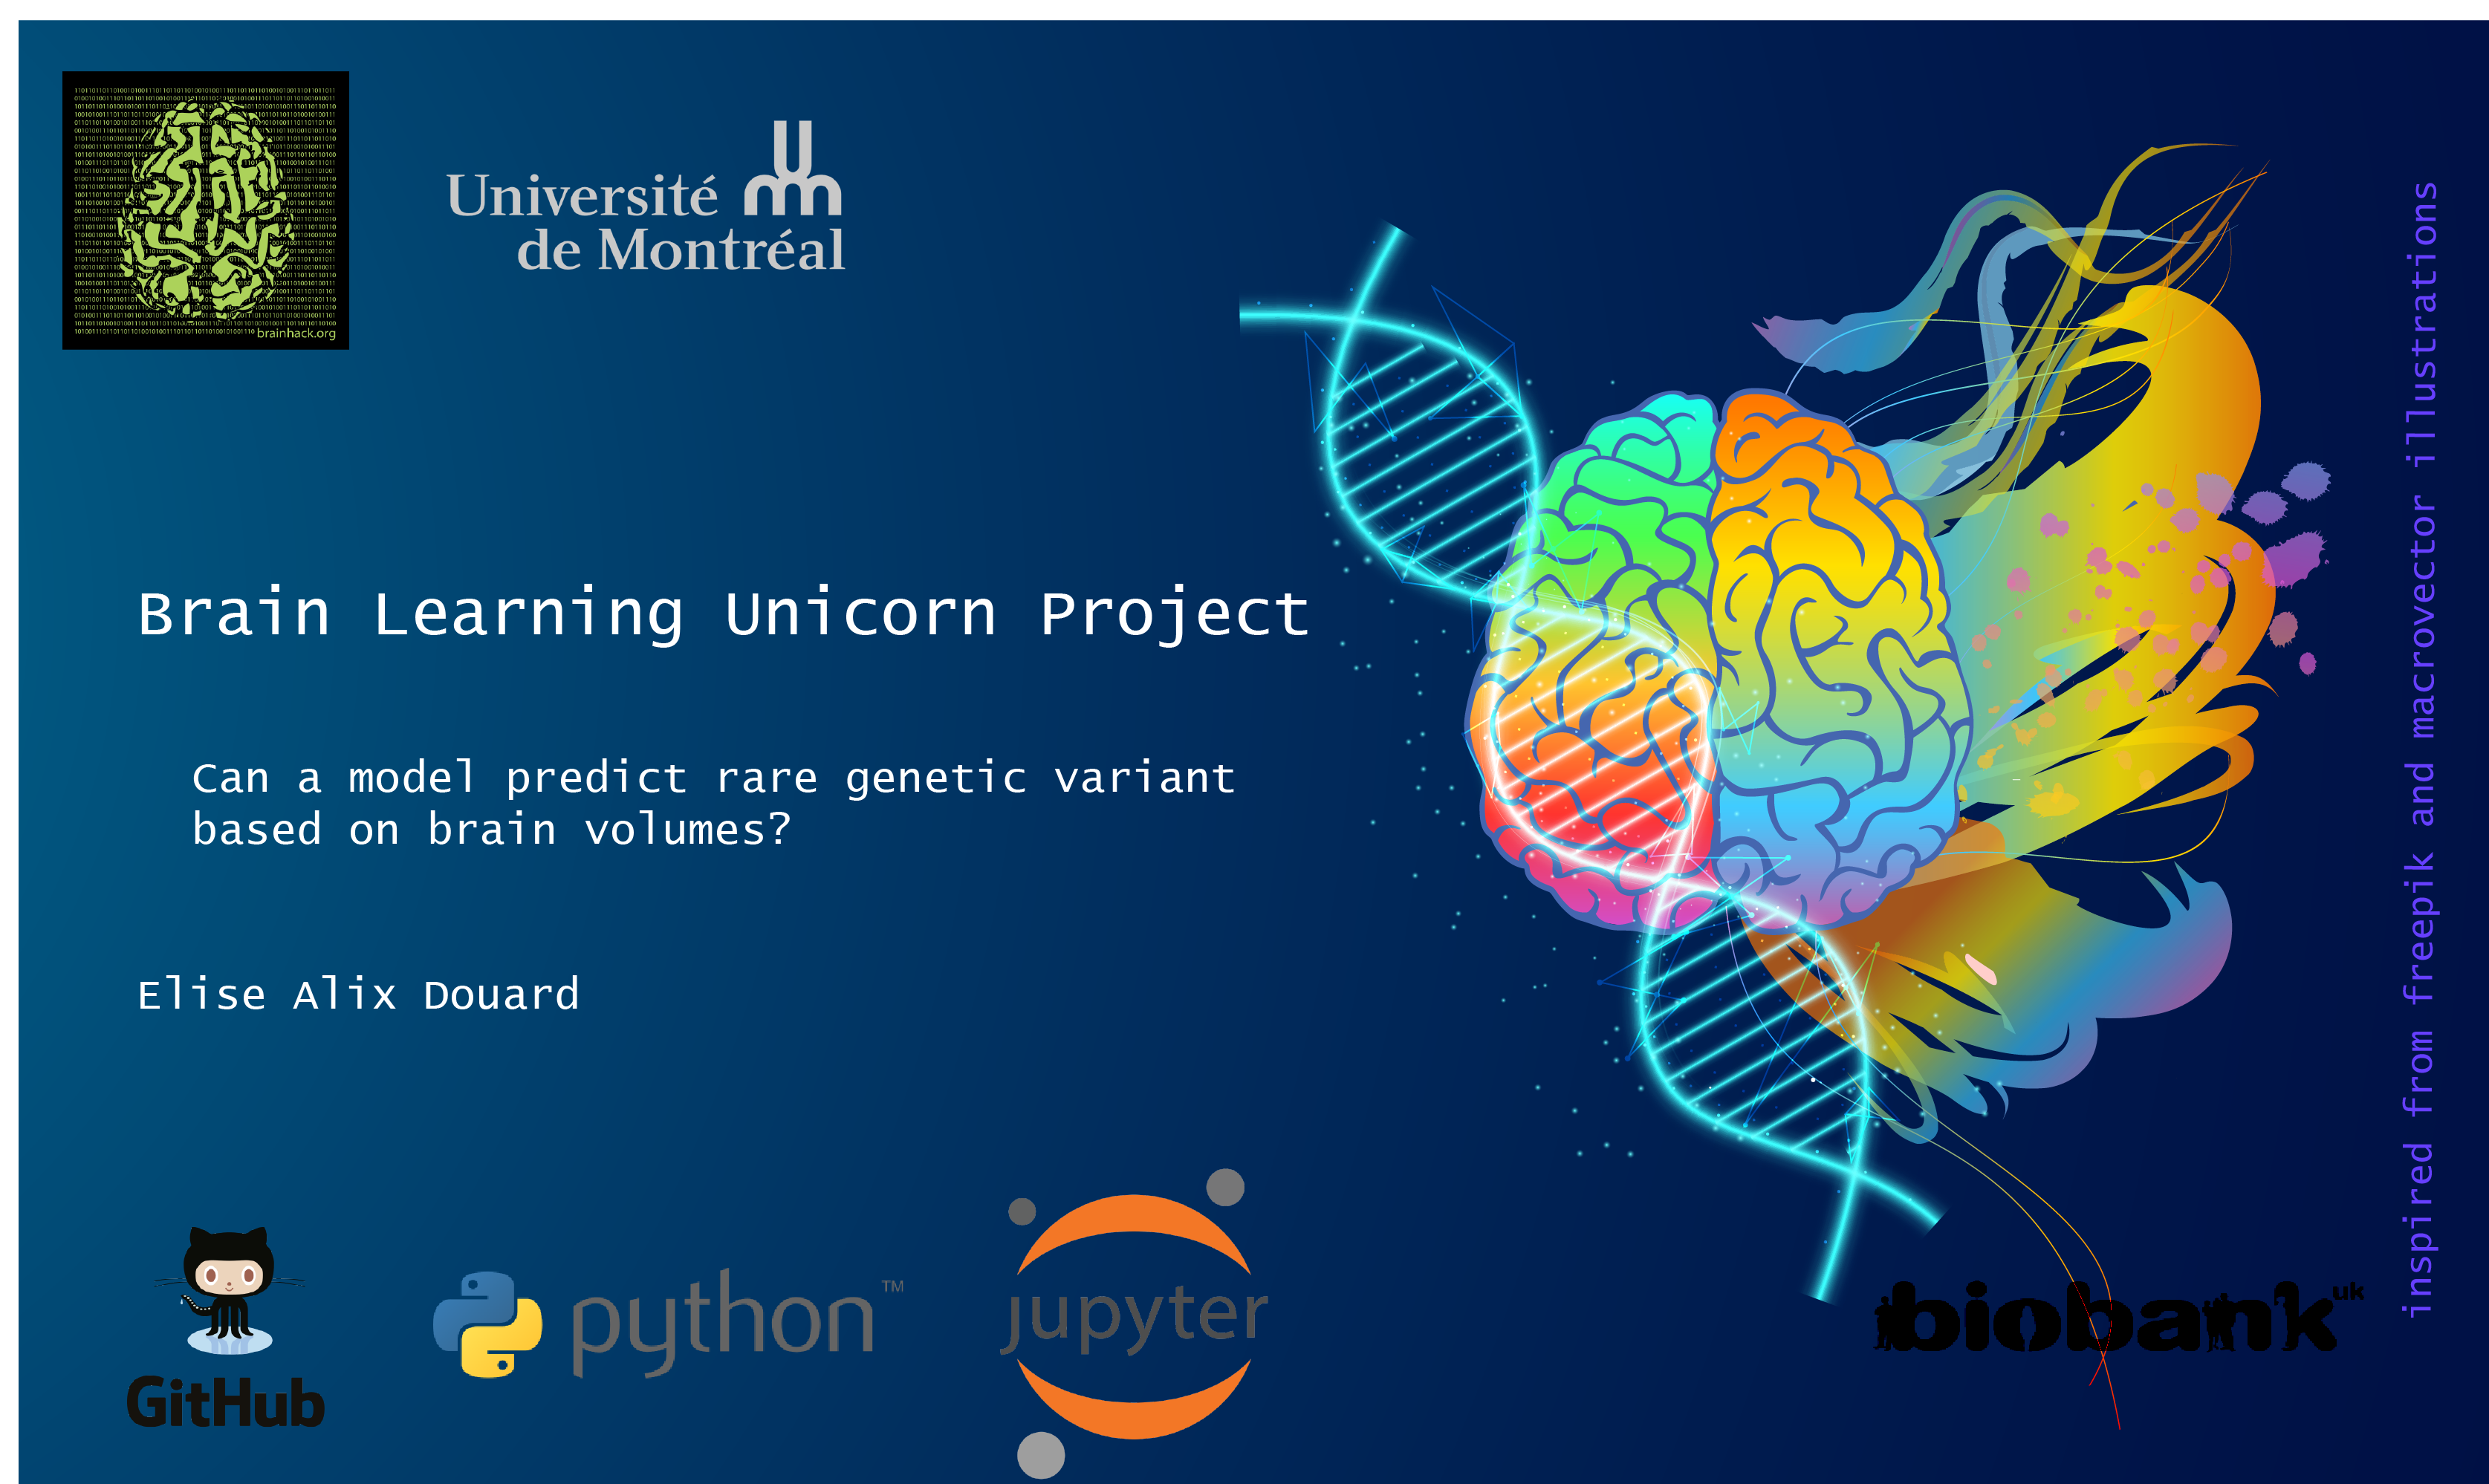 brainhack.org
Université
de Montréal
Brain Learning Unicorn Project
Can a model predict rare genetic variant
based on brain volumes?
Elise Alix Douard
GitHub
python™
jupyter
biobank uk
inspired from freepik and macrovector illustrations